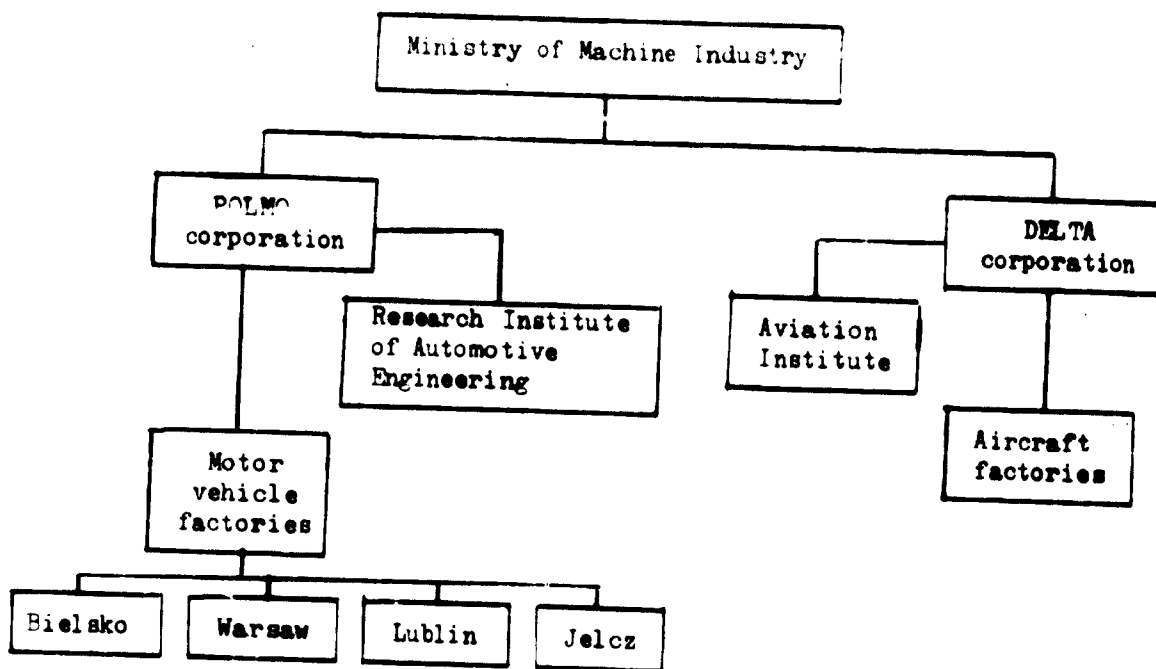 Ministry of Machine Industry
POLMO
corporation
DELTA
corporation
Research Institute
of Automotive
Engineering
Aviation
Institute
Motor
vehicle
factories
Aircraft
factories
Bielsko
Warsaw
Lublin
Jelcz